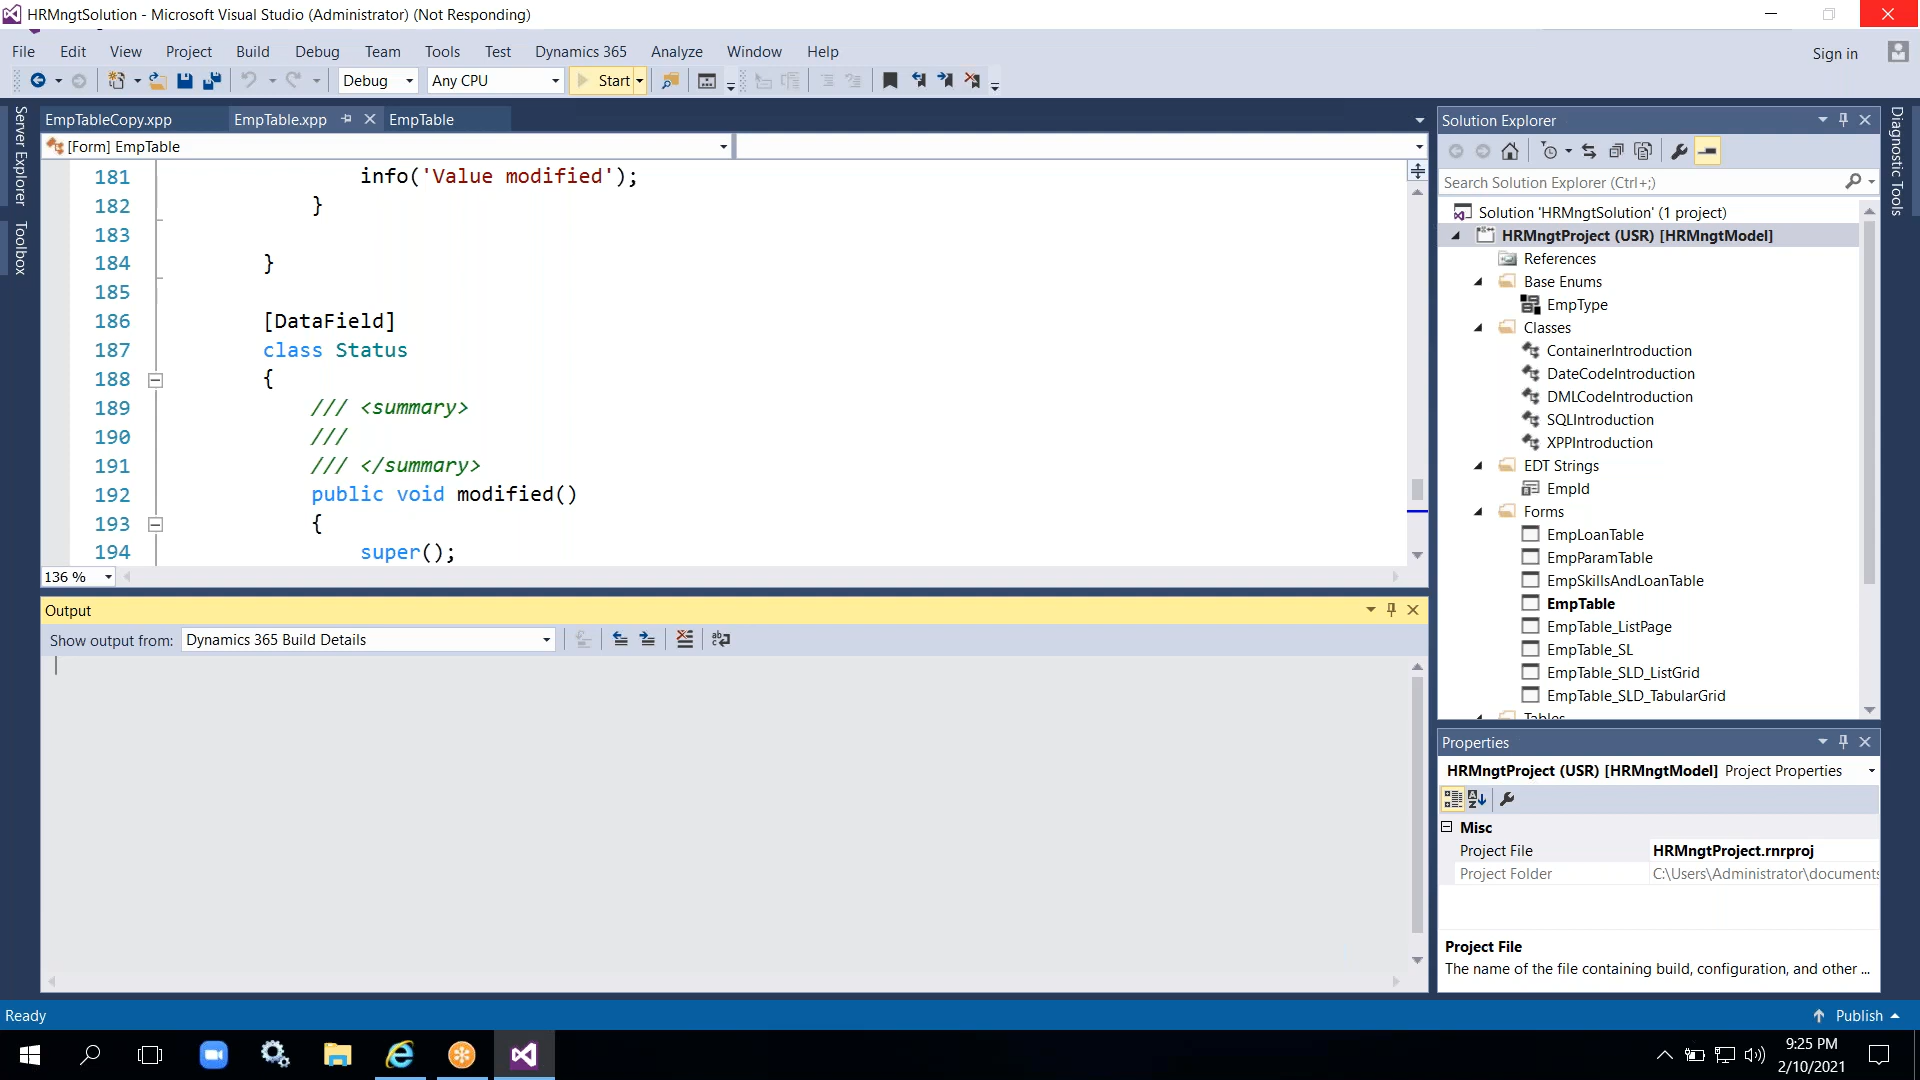 HRMngtSolution - Microsoft Visual Studio (Administrator) (Not Responding)
File Edit View Project Build Debug Team Tools Test Dynamics 365 Analyze Window Help
Sign in
Debug Any CPU Start
Server Explorer
Toolbox
EmpTableCopy.xpp EmpTable.xpp EmpTable
[Form] EmpTable
181 info('Value modified');
182 }
183
184 }
185
186 [DataField]
187 class Status
188 {
189 /// <summary>
190 ///
191 /// </summary>
192 public void modified()
193 {
194 super();
136 %
Output
Show output from: Dynamics 365 Build Details
Solution Explorer
Search Solution Explorer (Ctrl+;)
Solution 'HRMngtSolution' (1 project)
HRMngtProject (USR) [HRMngtModel]
References
Base Enums
EmpType
Classes
ContainerIntroduction
DateCodeIntroduction
DMLCodeIntroduction
SQLIntroduction
XPPIntroduction
EDT Strings
EmpId
Forms
EmpLoanTable
EmpParamTable
EmpSkillsAndLoanTable
EmpTable
EmpTable_ListPage
EmpTable_SL
EmpTable_SLD_ListGrid
EmpTable_SLD_TabularGrid
Tables
Diagnostic Tools
Properties
HRMngtProject (USR) [HRMngtModel] Project Properties
Misc
Project File HRMngtProject.rnrproj
Project Folder C:\Users\Administrator\documents
Project File
The name of the file containing build, configuration, and other ...
Ready
Publish
9:25 PM
2/10/2021